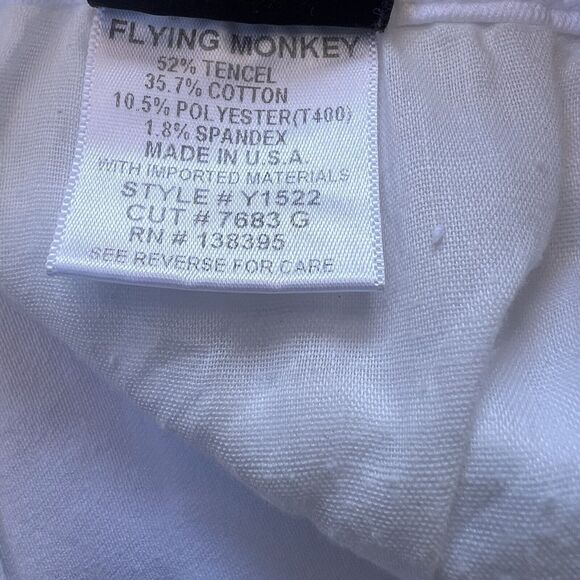 FLYING MONKEY
52% TENCEL
35.7% COTTON
10.5% POLYESTER(T400)
1.8% SPANDEX
MADE IN U.S.A.
WITH IMPORTED MATERIALS
STYLE # Y1522
CUT # 7683 G
RN # 138395
SEE REVERSE FOR CARE